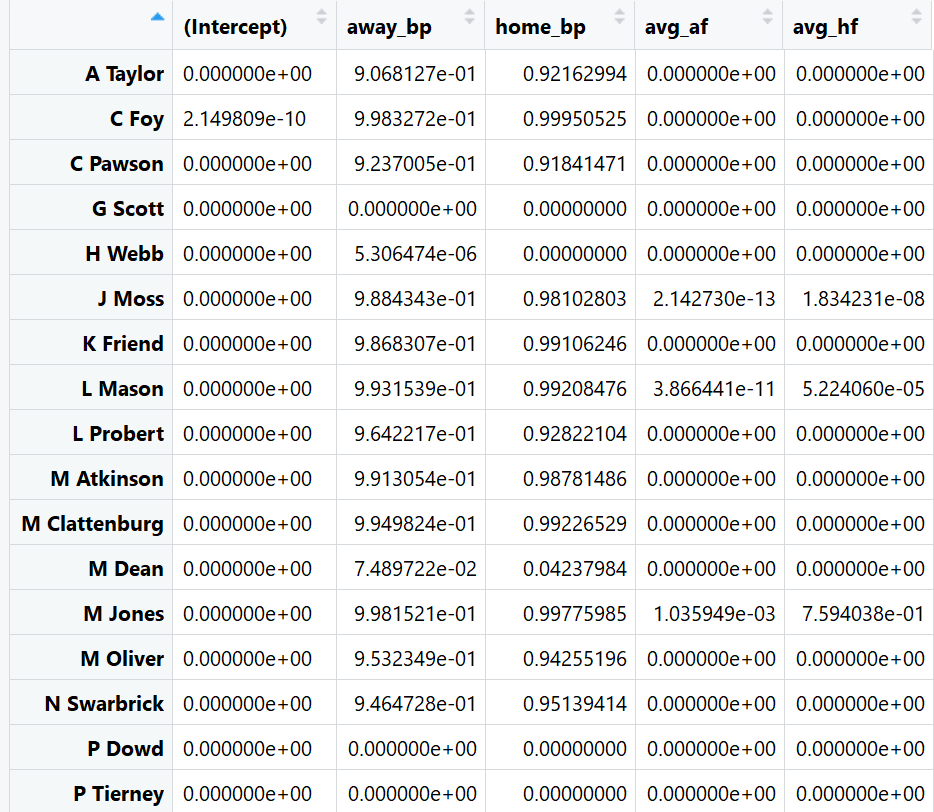 (Intercept) away_bp home_bp avg_af avg_hf
A Taylor 0.000000e+00 9.068127e-01 0.92162994 0.000000e+00 0.000000e+00
C Foy 2.149809e-10 9.983272e-01 0.99950525 0.000000e+00 0.000000e+00
C Pawson 0.000000e+00 9.237005e-01 0.91841471 0.000000e+00 0.000000e+00
G Scott 0.000000e+00 0.000000e+00 0.00000000 0.000000e+00 0.000000e+00
H Webb 0.000000e+00 5.306474e-06 0.00000000 0.000000e+00 0.000000e+00
J Moss 0.000000e+00 9.884343e-01 0.98102803 2.142730e-13 1.834231e-08
K Friend 0.000000e+00 9.868307e-01 0.99106246 0.000000e+00 0.000000e+00
L Mason 0.000000e+00 9.931539e-01 0.99208476 3.866441e-11 5.224060e-05
L Probert 0.000000e+00 9.642217e-01 0.92822104 0.000000e+00 0.000000e+00
M Atkinson 0.000000e+00 9.913054e-01 0.98781486 0.000000e+00 0.000000e+00
M Clattenburg 0.000000e+00 9.949824e-01 0.99226529 0.000000e+00 0.000000e+00
M Dean 0.000000e+00 7.489722e-02 0.04237984 0.000000e+00 0.000000e+00
M Jones 0.000000e+00 9.981521e-01 0.99775985 1.035949e-03 7.594038e-01
M Oliver 0.000000e+00 9.532349e-01 0.94255196 0.000000e+00 0.000000e+00
N Swarbrick 0.000000e+00 9.464728e-01 0.95139414 0.000000e+00 0.000000e+00
P Dowd 0.000000e+00 0.000000e+00 0.00000000 0.000000e+00 0.000000e+00
P Tierney 0.000000e+00 0.000000e+00 0.00000000 0.000000e+00 0.000000e+00